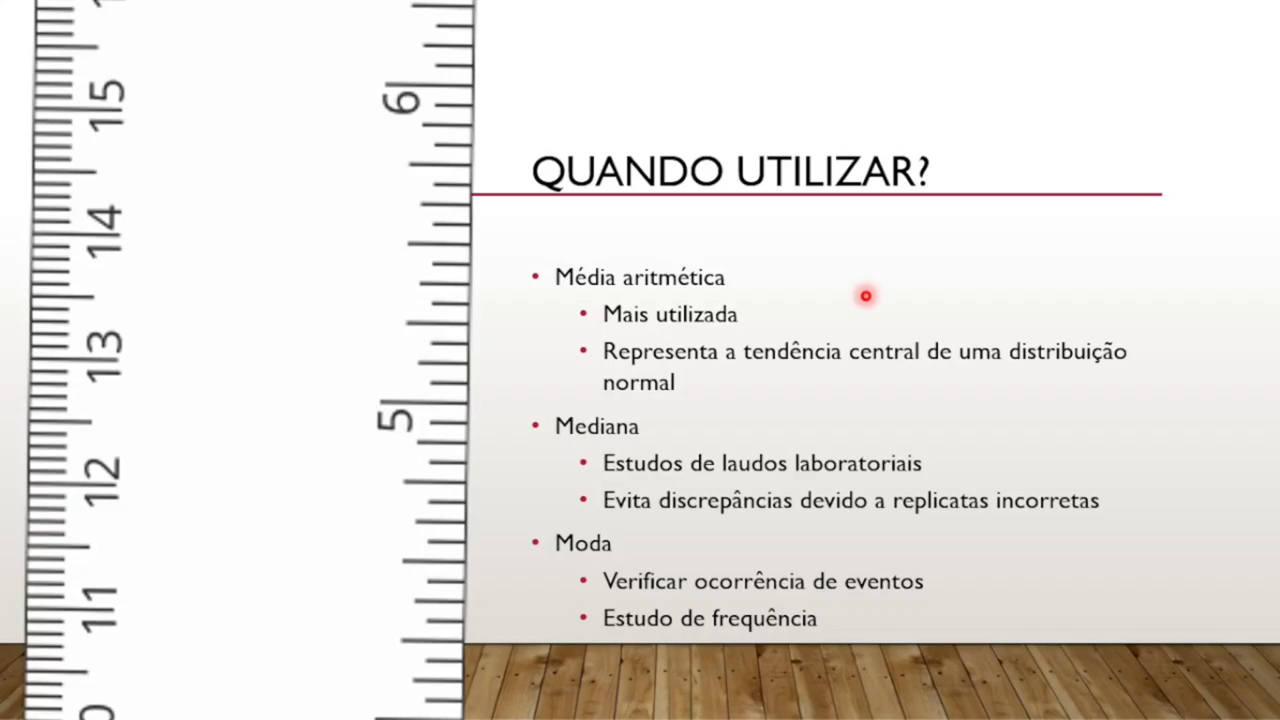 QUANDO UTILIZAR?
• Média aritmética
• Mais utilizada
• Representa a tendência central de uma distribuição
normal
• Mediana
• Estudos de laudos laboratoriais
• Evita discrepâncias devido a replicatas incorretas
• Moda
• Verificar ocorrência de eventos
• Estudo de frequência
15
14
13
12
11
6
5